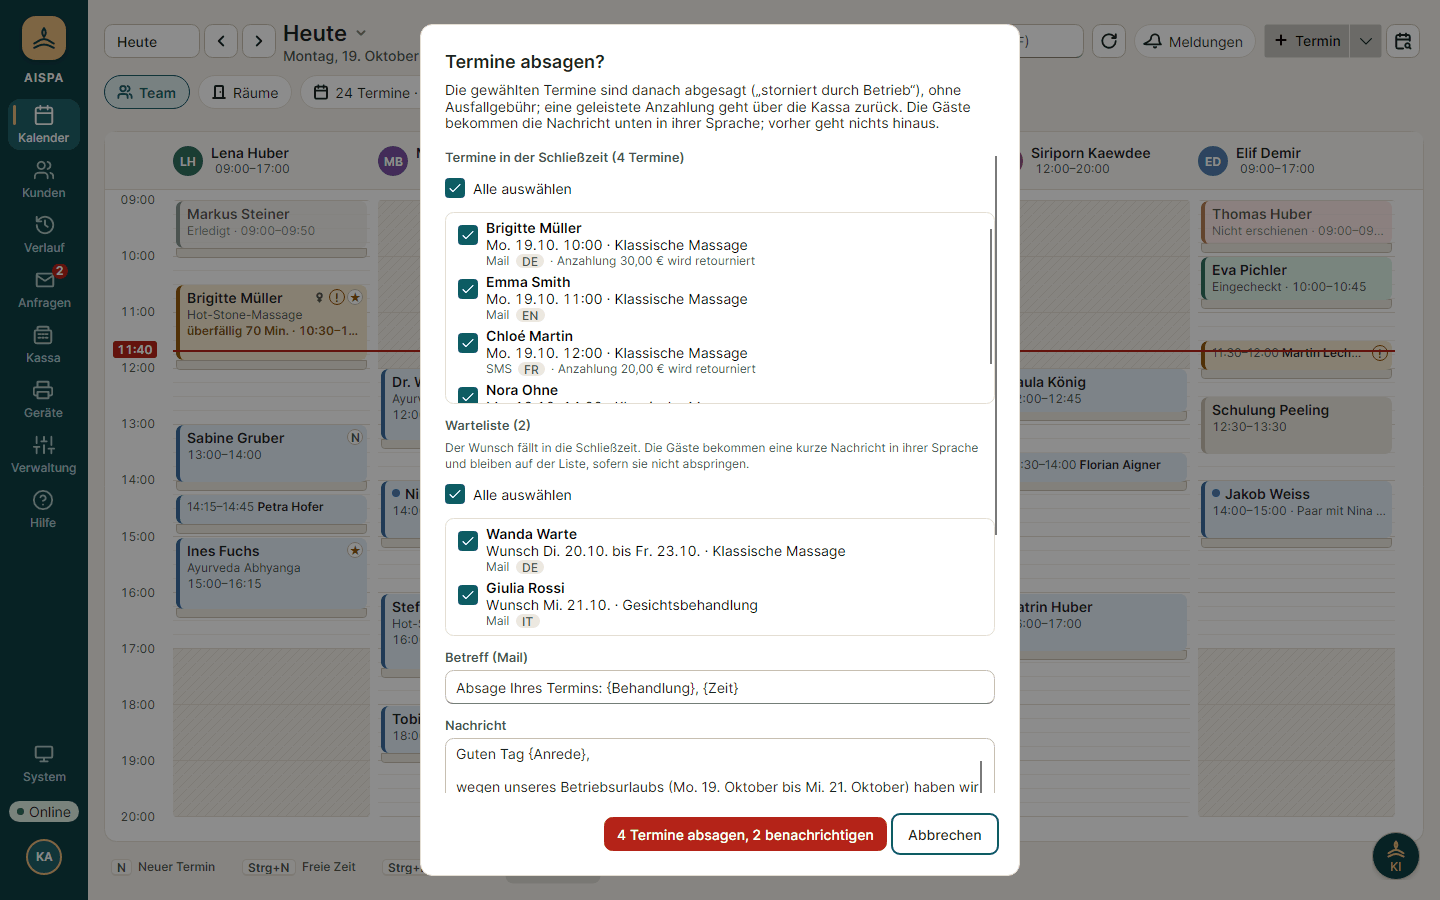 AISPA
Kalender
Kunden
Verlauf
Anfragen
2
Kassa
Geräte
Verwaltung
Hilfe
System
Online
KA
Heute
Heute
Montag, 19. Oktober
Meldungen
Termin
Team
Räume
24 Termine ·
LH
Lena Huber
09:00–17:00
MB
Siriporn Kaewdee
12:00–20:00
ED
Elif Demir
09:00–17:00
09:00
10:00
11:00
11:40
12:00
13:00
14:00
15:00
16:00
17:00
18:00
19:00
20:00
Markus Steiner
Erledigt · 09:00–09:50
Brigitte Müller
Hot-Stone-Massage
überfällig 70 Min. · 10:30–1...
Sabine Gruber
N
13:00–14:00
14:15–14:45 Petra Hofer
Ines Fuchs
Ayurveda Abhyanga
15:00–16:15
Thomas Huber
Nicht erschienen · 09:00–09...
Eva Pichler
Eingecheckt · 10:00–10:45
11:30–12:00 Martin Lech...
Schulung Peeling
12:30–13:30
Jakob Weiss
14:00–15:00 · Paar mit Nina ...
Florian Aigner
Termine absagen?
Die gewählten Termine sind danach abgesagt („storniert durch Betrieb“), ohne
Ausfallgebühr; eine geleistete Anzahlung geht über die Kassa zurück. Die Gäste
bekommen die Nachricht unten in ihrer Sprache; vorher geht nichts hinaus.
Termine in der Schließzeit (4 Termine)
Alle auswählen
Brigitte Müller
Mo. 19.10. 10:00 · Klassische Massage
Mail DE · Anzahlung 30,00 € wird retourniert
Emma Smith
Mo. 19.10. 11:00 · Klassische Massage
Mail EN
Chloé Martin
Mo. 19.10. 12:00 · Klassische Massage
SMS FR · Anzahlung 20,00 € wird retourniert
Nora Ohne
Warteliste (2)
Der Wunsch fällt in die Schließzeit. Die Gäste bekommen eine kurze Nachricht in ihrer Sprache
und bleiben auf der Liste, sofern sie nicht abspringen.
Alle auswählen
Wanda Warte
Wunsch Di. 20.10. bis Fr. 23.10. · Klassische Massage
Mail DE
Giulia Rossi
Wunsch Mi. 21.10. · Gesichtsbehandlung
Mail IT
Betreff (Mail)
Absage Ihres Termins: {Behandlung}, {Zeit}
Nachricht
Guten Tag {Anrede},
wegen unseres Betriebsurlaubs (Mo. 19. Oktober bis Mi. 21. Oktober) haben wir
4 Termine absagen, 2 benachrichtigen
Abbrechen
N Neuer Termin
Strg+N Freie Zeit
KI